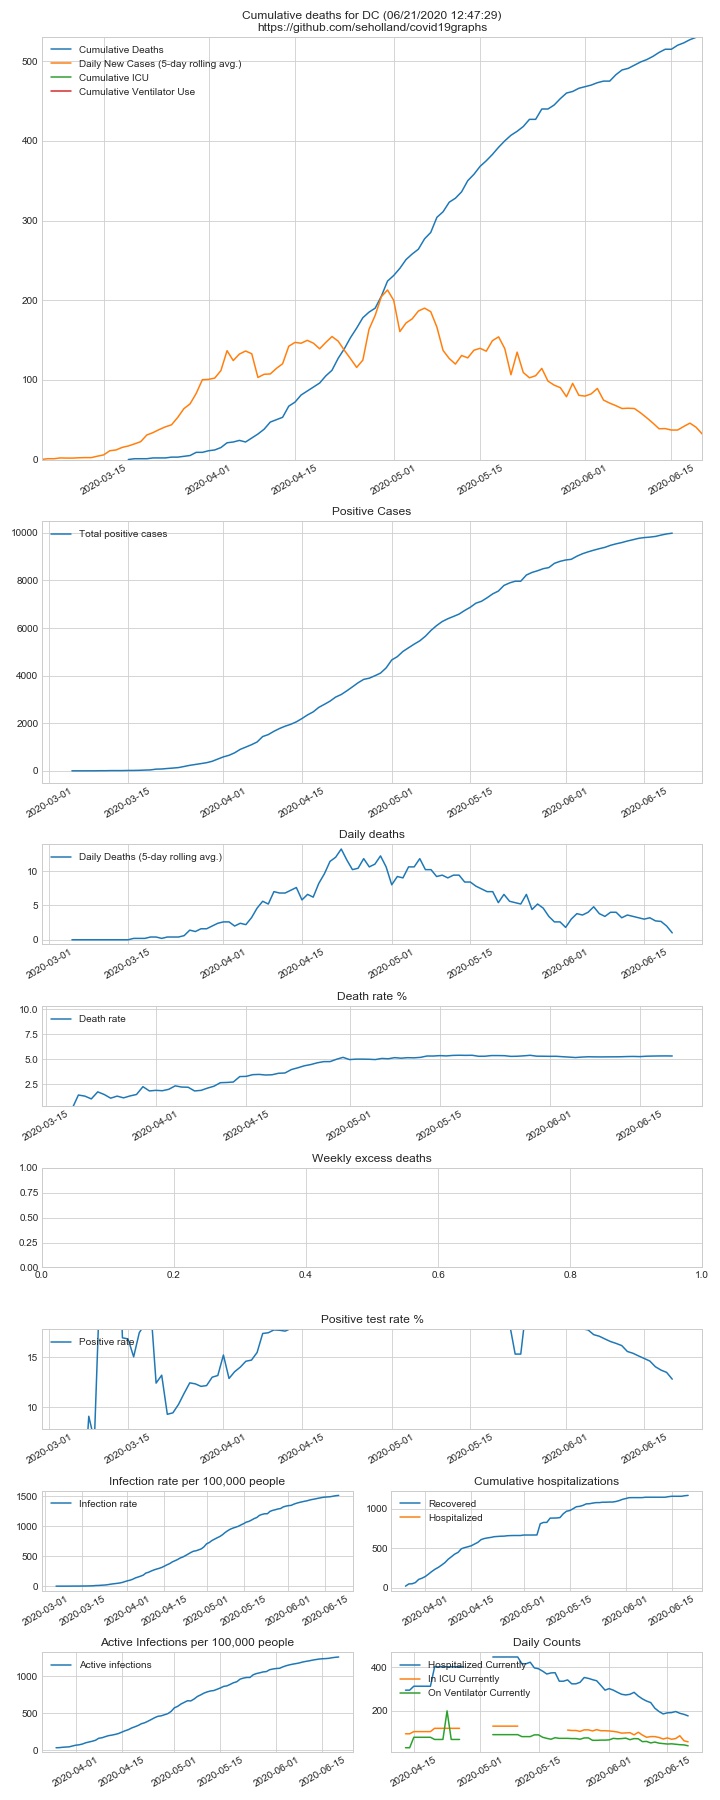 Cumulative deaths for DC (06/21/2020 12:47:29)
https://github.com/seholland/covid19graphs
Cumulative Deaths
Daily New Cases (5-day rolling avg.)
Cumulative ICU
Cumulative Ventilator Use
500
400
300
200
100
0
2020-03-15 2020-04-01 2020-04-15 2020-05-01 2020-05-15 2020-06-01 2020-06-15
Positive Cases
Total positive cases
10000
8000
6000
4000
2000
0
2020-03-01 2020-03-15 2020-04-01 2020-04-15 2020-05-01 2020-05-15 2020-06-01 2020-06-15
Daily deaths
Daily Deaths (5-day rolling avg.)
10
5
0
2020-03-01 2020-03-15 2020-04-01 2020-04-15 2020-05-01 2020-05-15 2020-06-01 2020-06-15
Death rate %
Death rate
10.0
7.5
5.0
2.5
2020-03-15 2020-04-01 2020-04-15 2020-05-01 2020-05-15 2020-06-01 2020-06-15
Weekly excess deaths
1.00
0.75
0.50
0.25
0.00
0.0 0.2 0.4 0.6 0.8 1.0
Positive test rate %
Positive rate
15
10
2020-03-01 2020-03-15 2020-04-01 2020-04-15 2020-05-01 2020-05-15 2020-06-01 2020-06-15
Infection rate per 100,000 people
Infection rate
1500
1000
500
0
2020-03-01 2020-03-15 2020-04-01 2020-04-15 2020-05-01 2020-05-15 2020-06-01 2020-06-15
Cumulative hospitalizations
Recovered
Hospitalized
1000
500
0
2020-04-01 2020-04-15 2020-05-01 2020-05-15 2020-06-01 2020-06-15
Active Infections per 100,000 people
Active infections
1000
500
0
2020-04-01 2020-04-15 2020-05-01 2020-05-15 2020-06-01 2020-06-15
Daily Counts
Hospitalized Currently
In ICU Currently
On Ventilator Currently
400
200
2020-04-15 2020-05-01 2020-05-15 2020-06-01 2020-06-15